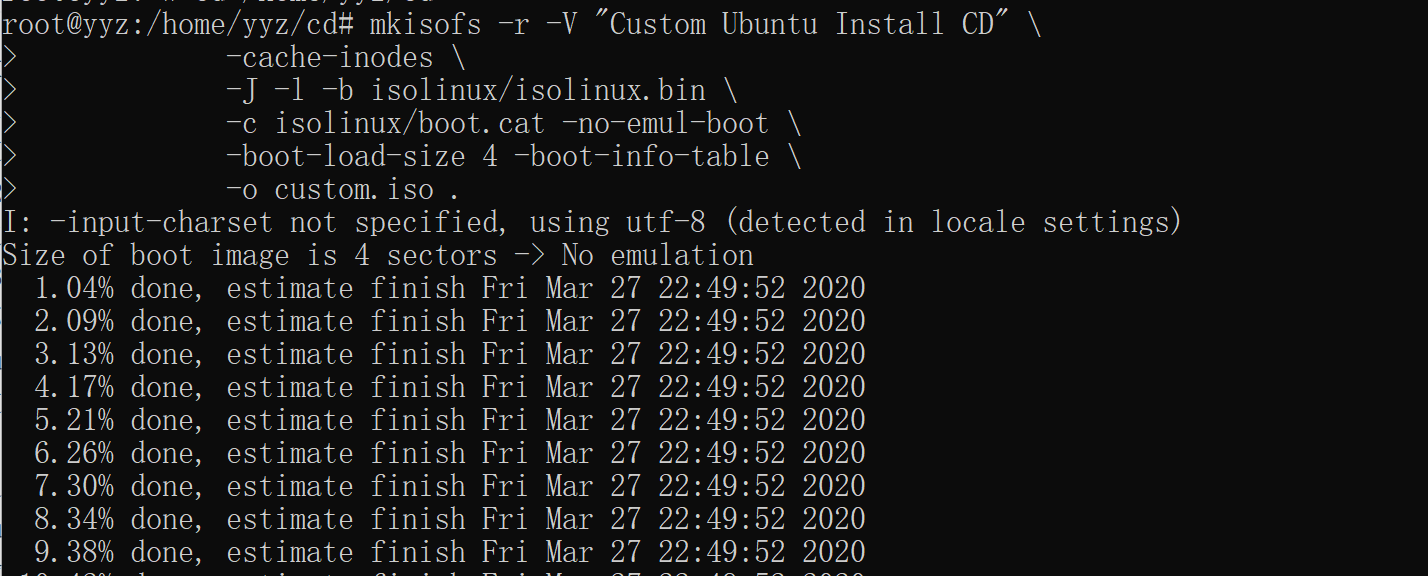 root@yyz:/home/yyz/cd# mkisofs -r -V "Custom Ubuntu Install CD" \
>             -cache-inodes \
>             -J -l -b isolinux/isolinux.bin \
>             -c isolinux/boot.cat -no-emul-boot \
>             -boot-load-size 4 -boot-info-table \
>             -o custom.iso .
I: -input-charset not specified, using utf-8 (detected in locale settings)
Size of boot image is 4 sectors -> No emulation
  1.04% done, estimate finish Fri Mar 27 22:49:52 2020
  2.09% done, estimate finish Fri Mar 27 22:49:52 2020
  3.13% done, estimate finish Fri Mar 27 22:49:52 2020
  4.17% done, estimate finish Fri Mar 27 22:49:52 2020
  5.21% done, estimate finish Fri Mar 27 22:49:52 2020
  6.26% done, estimate finish Fri Mar 27 22:49:52 2020
  7.30% done, estimate finish Fri Mar 27 22:49:52 2020
  8.34% done, estimate finish Fri Mar 27 22:49:52 2020
  9.38% done, estimate finish Fri Mar 27 22:49:52 2020